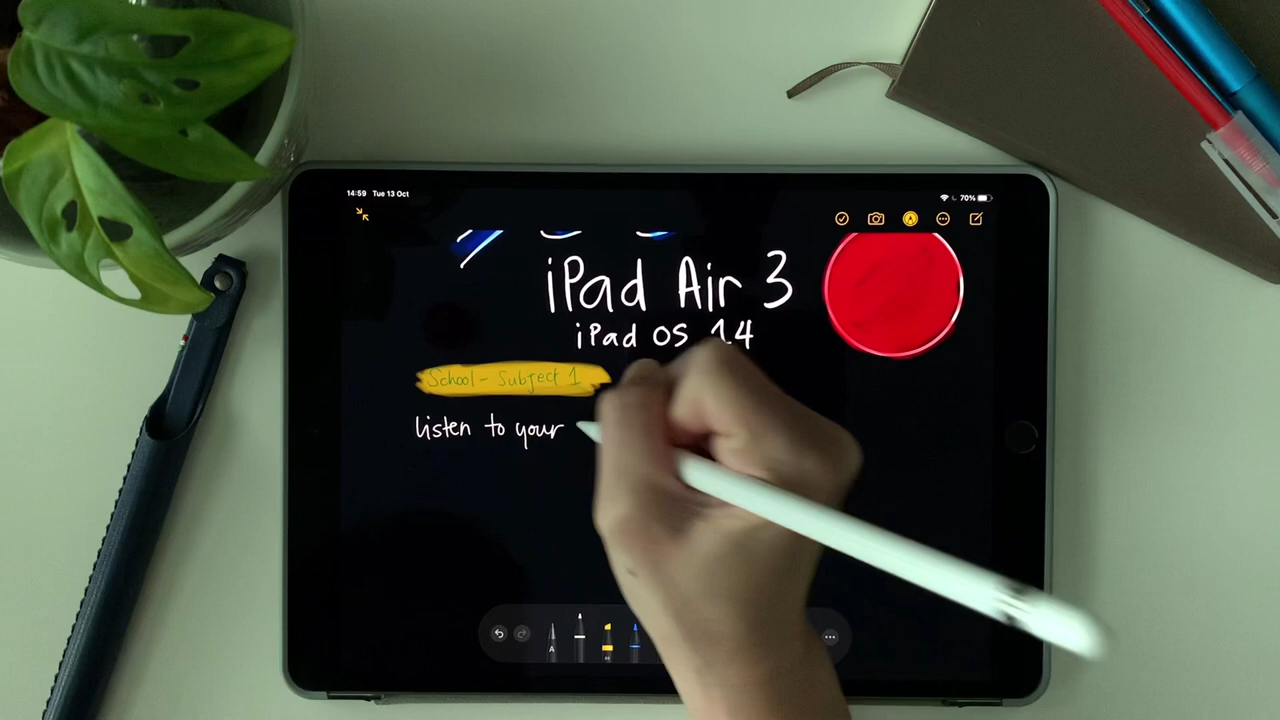 14:59 Tue 13 Oct
70%
iPad Air 3
iPad OS 14
School - Subject 1
Listen to your
A